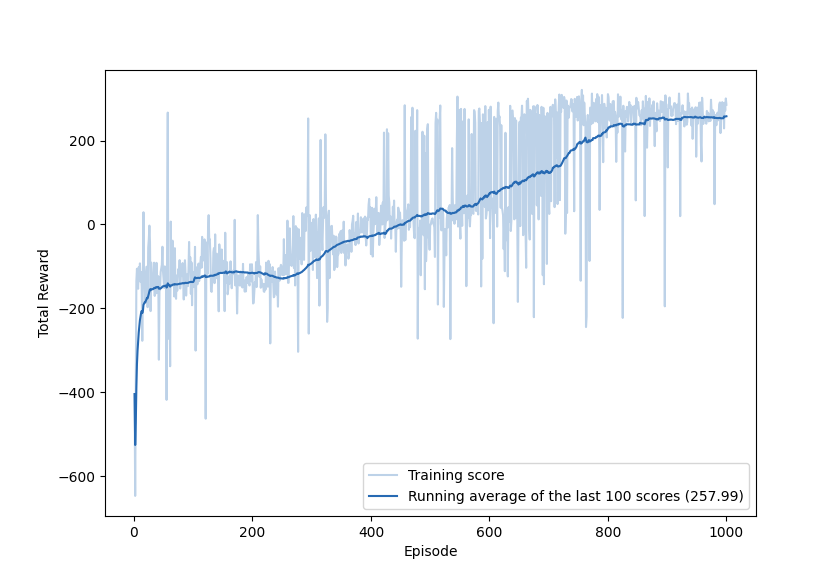 200
0
−200
−400
−600
Total Reward
0
200
400
600
800
1000
Episode
Training score
Running average of the last 100 scores (257.99)